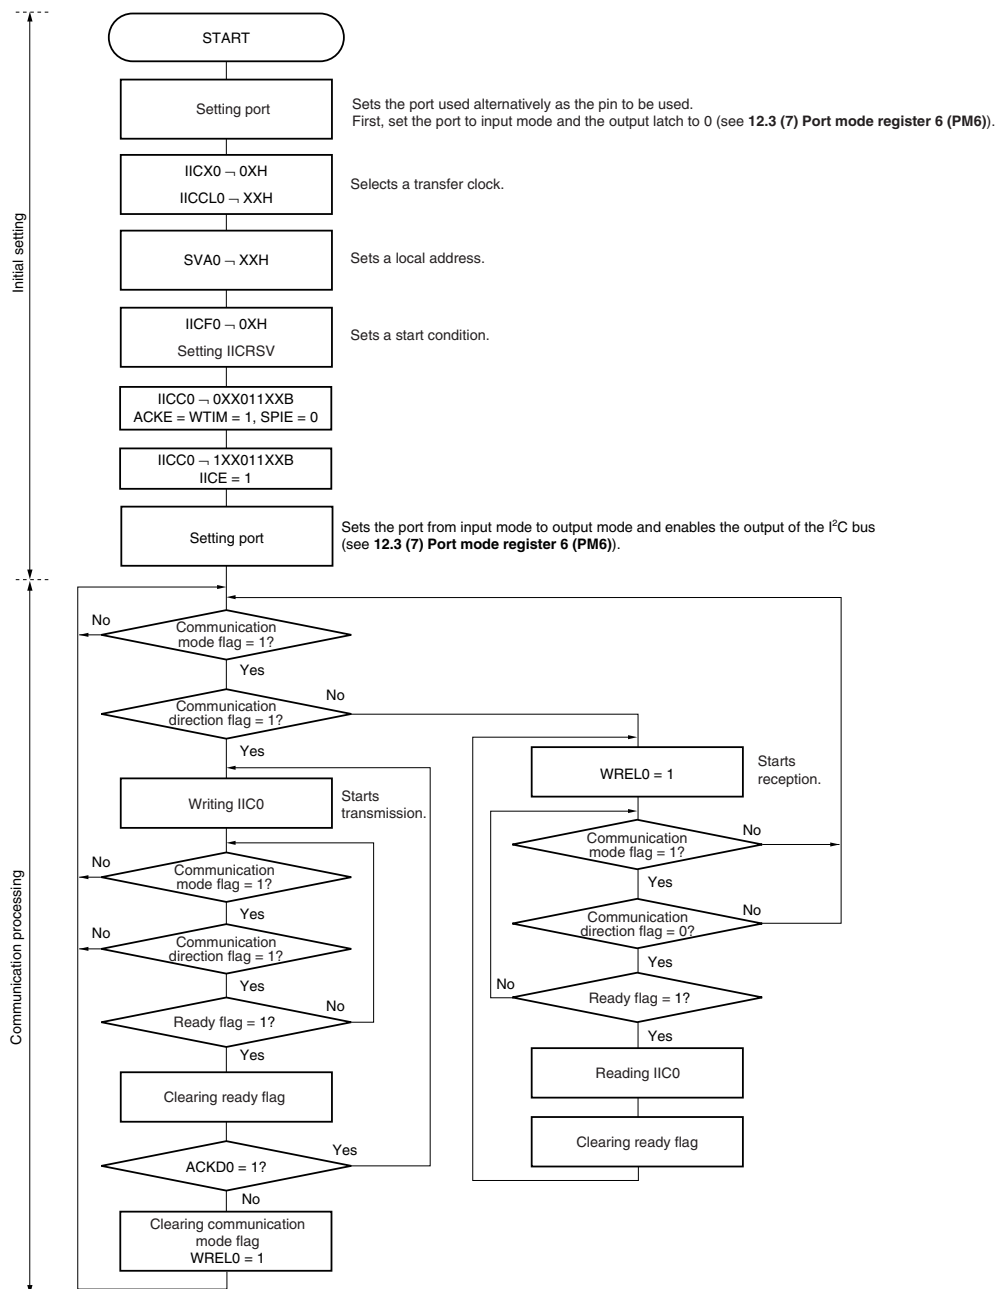 START
Setting port
Sets the port used alternatively as the pin to be used.
First, set the port to input mode and the output latch to 0 (see 12.3 (7) Port mode register 6 (PM6)).
IICX0 ¬ 0XH
IICCL0 ¬ XXH
Selects a transfer clock.
SVA0 ¬ XXH
Sets a local address.
IICF0 ¬ 0XH
Setting IICRSV
Sets a start condition.
IICC0 ¬ 0XX011XXB
ACKE = WTIM = 1, SPIE = 0
IICC0 ¬ 1XX011XXB
IICE = 1
Setting port
Sets the port from input mode to output mode and enables the output of the I²C bus
(see 12.3 (7) Port mode register 6 (PM6)).
Initial setting
Communication processing
No
Communication
mode flag = 1?
Yes
No
Communication
direction flag = 1?
Yes
Writing IIC0
Starts
transmission.
No
Communication
mode flag = 1?
Yes
No
Communication
direction flag = 1?
Yes
No
Ready flag = 1?
Yes
Clearing ready flag
Yes
ACKD0 = 1?
No
Clearing communication
mode flag
WREL0 = 1
WREL0 = 1
Starts
reception.
No
Communication
mode flag = 1?
Yes
No
Communication
direction flag = 0?
Yes
No
Ready flag = 1?
Yes
Reading IIC0
Clearing ready flag